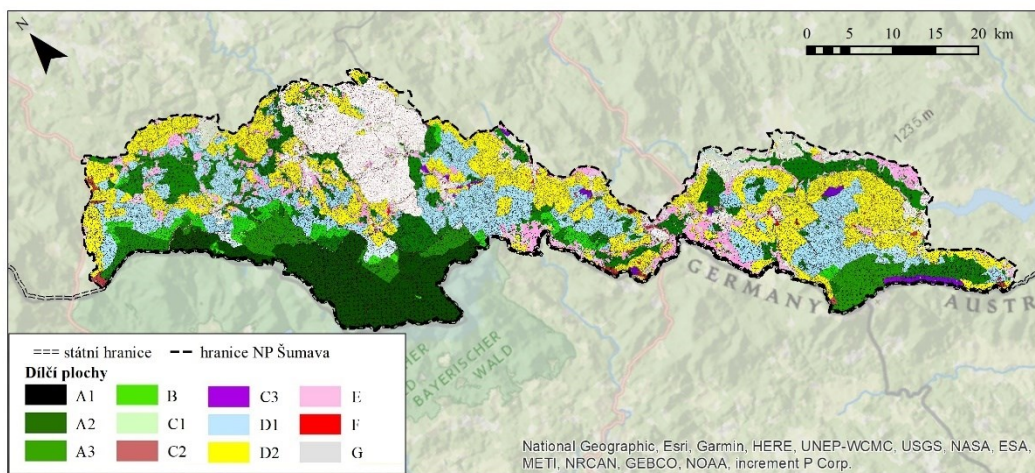 N
0 5 10 15 20 km
1235 m
GERMANY
AUSTR
BAYERISCHER
WALD
státní hranice
hranice NP Šumava
Dílčí plochy
A1 B C3 E
A2 C1 D1 F
A3 C2 D2 G
National Geographic, Esri, Garmin, HERE, UNEP-WCMC, USGS, NASA, ESA,
METI, NRCAN, GEBCO, NOAA, increment P Corp.